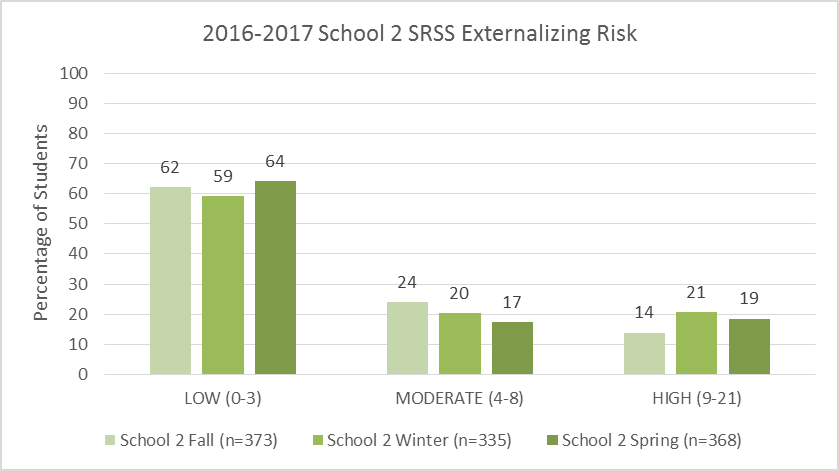 2016-2017 School 2 SRSS Externalizing Risk
Percentage of Students
100
90
80
70
60
50
40
30
20
10
0
62
59
64
24
20
17
14
21
19
LOW (0-3)
MODERATE (4-8)
HIGH (9-21)
School 2 Fall (n=373)
School 2 Winter (n=335)
School 2 Spring (n=368)